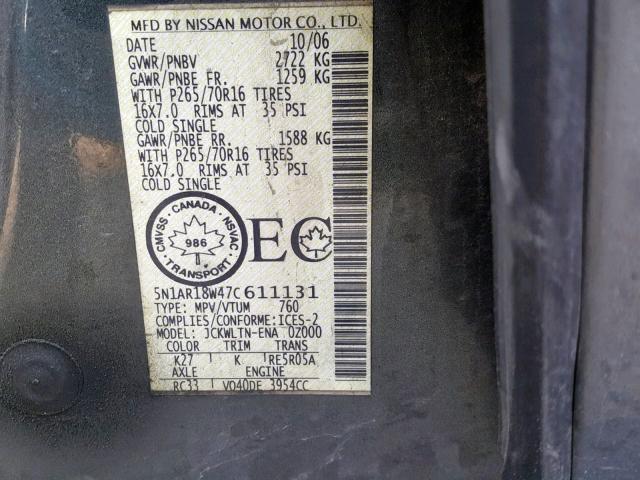 MFD BY NISSAN MOTOR CO., LTD.
DATE 10/06
GVWR/PNBV 2722 KG
GAWR/PNBE FR. 1259 KG
WITH P265/70R16 TIRES
16X7.0 RIMS AT 35 PSI
COLD SINGLE
GAWR/PNBE RR. 1588 KG
WITH P265/70R16 TIRES
16X7.0 RIMS AT 35 PSI
COLD SINGLE
CMVSS - CANADA - NSVAC
986
TRANSPORT
EC
5N1AR18W47C611131
TYPE: MPV/VTUM 760
COMPLIES/CONFORME:ICES-2
MODEL: JCKWLTN-ENA 0Z000
COLOR TRIM TRANS
K27 K RE5R05A
AXLE ENGINE
RC33 VQ40DE 3954CC